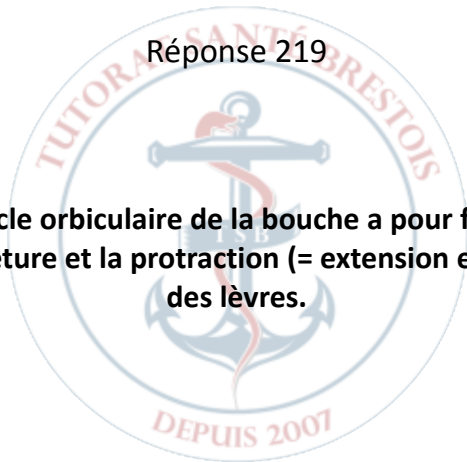 Réponse 219
TUTORAT SANTÉ BRESTOIS
cle orbiculaire de la bouche a pour f
ture et la protraction (= extension e
des lèvres.
TSB
DEPUIS 2007